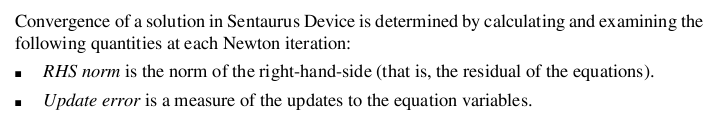 Convergence of a solution in Sentaurus Device is determined by calculating and examining the
following quantities at each Newton iteration:
▪ RHS norm is the norm of the right-hand-side (that is, the residual of the equations).
▪ Update error is a measure of the updates to the equation variables.